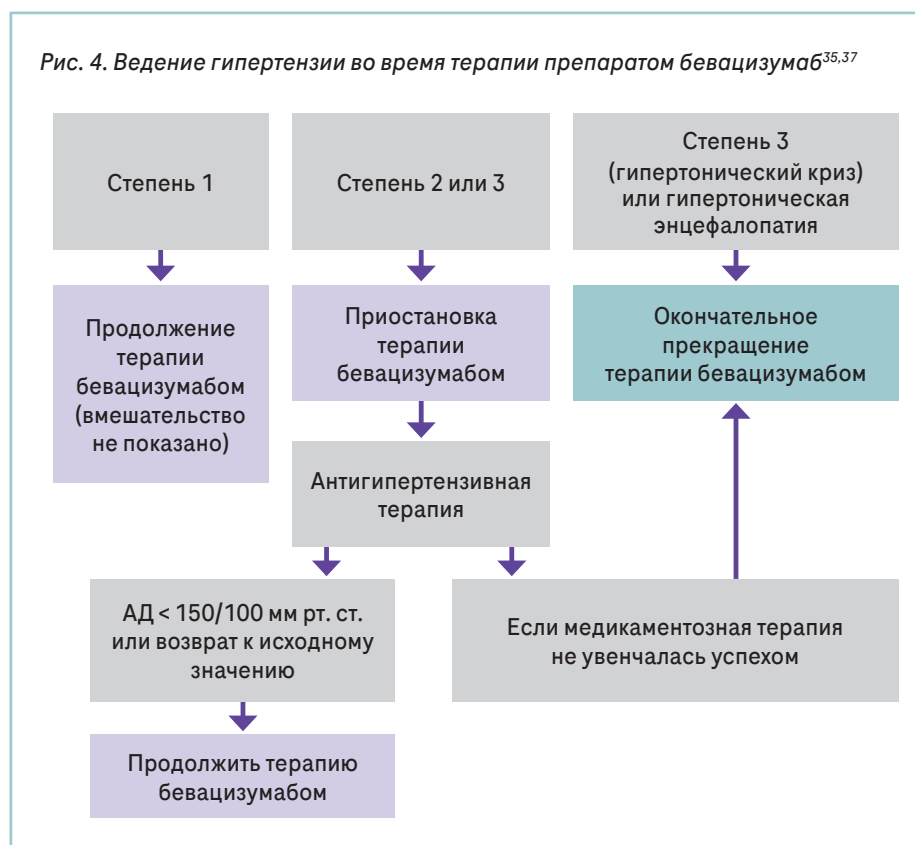 Рис. 4. Ведение гипертензии во время терапии препаратом бевацизумаб35,37
Степень 1
Степень 2 или 3
Степень 3
(гипертонический криз)
или гипертоническая
энцефалопатия
Продолжение
терапии
бевацизумабом
(вмешательство
не показано)
Приостановка
терапии
бевацизумабом
Окончательное
прекращение
терапии бевацизумабом
Антигипертензивная
терапия
АД < 150/100 мм рт. ст.
или возврат к исходному
значению
Если медикаментозная терапия
не увенчалась успехом
Продолжить терапию
бевацизумабом